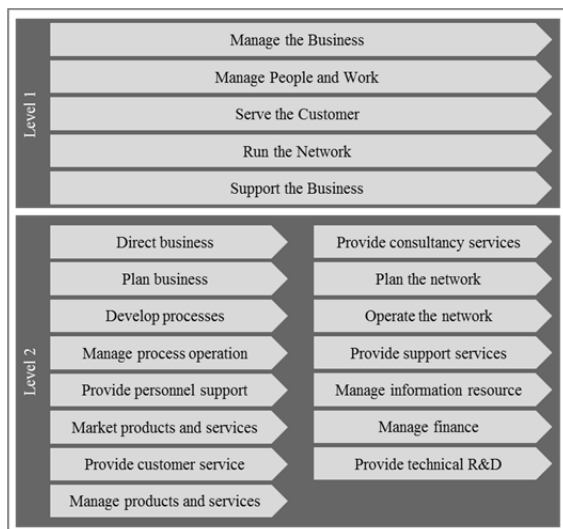 Level 1
Manage the Business
Manage People and Work
Serve the Customer
Run the Network
Support the Business
Level 2
Direct business
Plan business
Develop processes
Manage process operation
Provide personnel support
Market products and services
Provide customer service
Manage products and services
Provide consultancy services
Plan the network
Operate the network
Provide support services
Manage information resource
Manage finance
Provide technical R&D